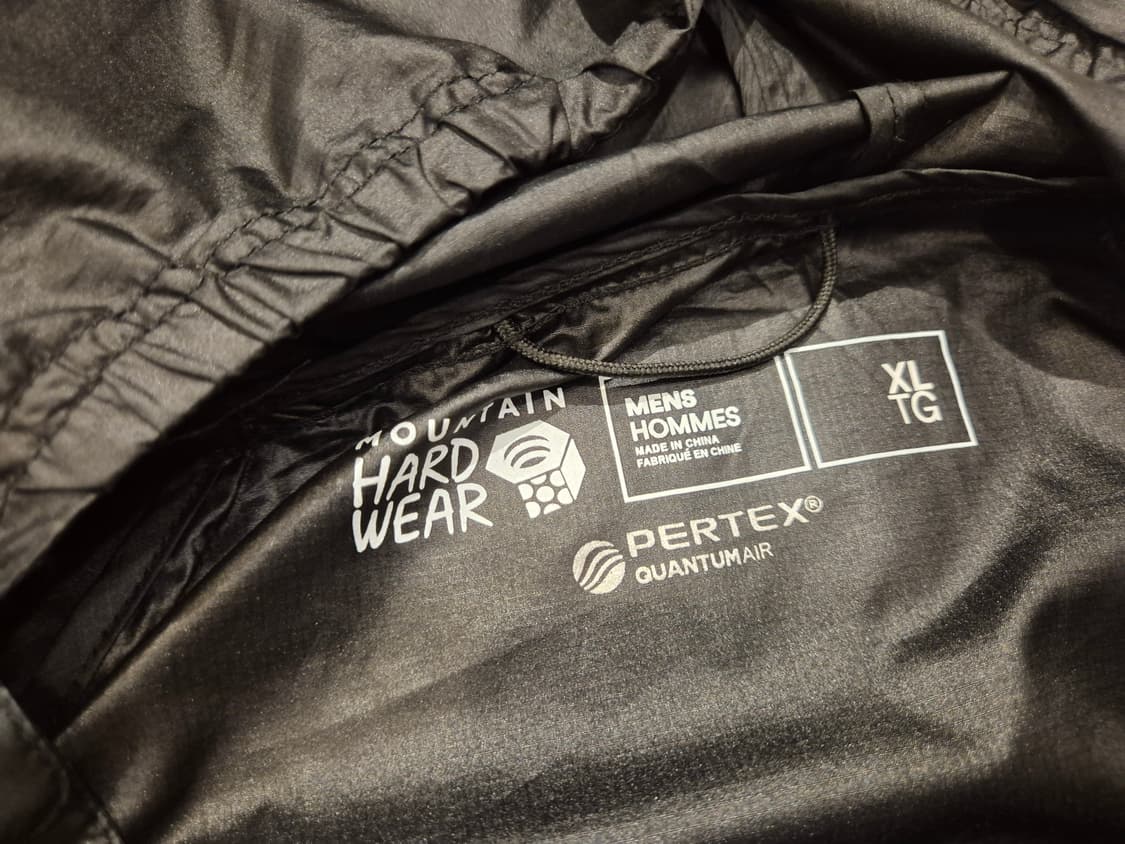 MOUNTAIN
HARD
WEAR
MENS
HOMMES
MADE IN CHINA
FABRIQUÉ EN CHINE
XL
TG
PERTEX®
QUANTUMAIR